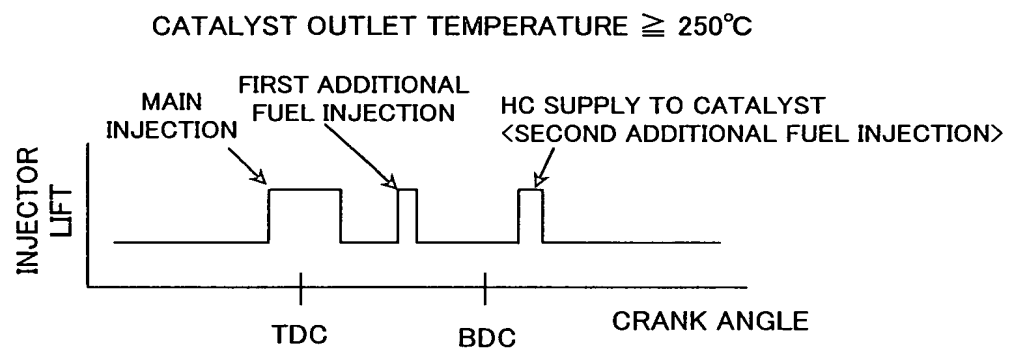 CATALYST OUTLET TEMPERATURE ≧ 250°C
MAIN
INJECTION
FIRST ADDITIONAL
FUEL INJECTION
HC SUPPLY TO CATALYST
<SECOND ADDITIONAL FUEL INJECTION>
INJECTOR
LIFT
TDC
BDC
CRANK ANGLE